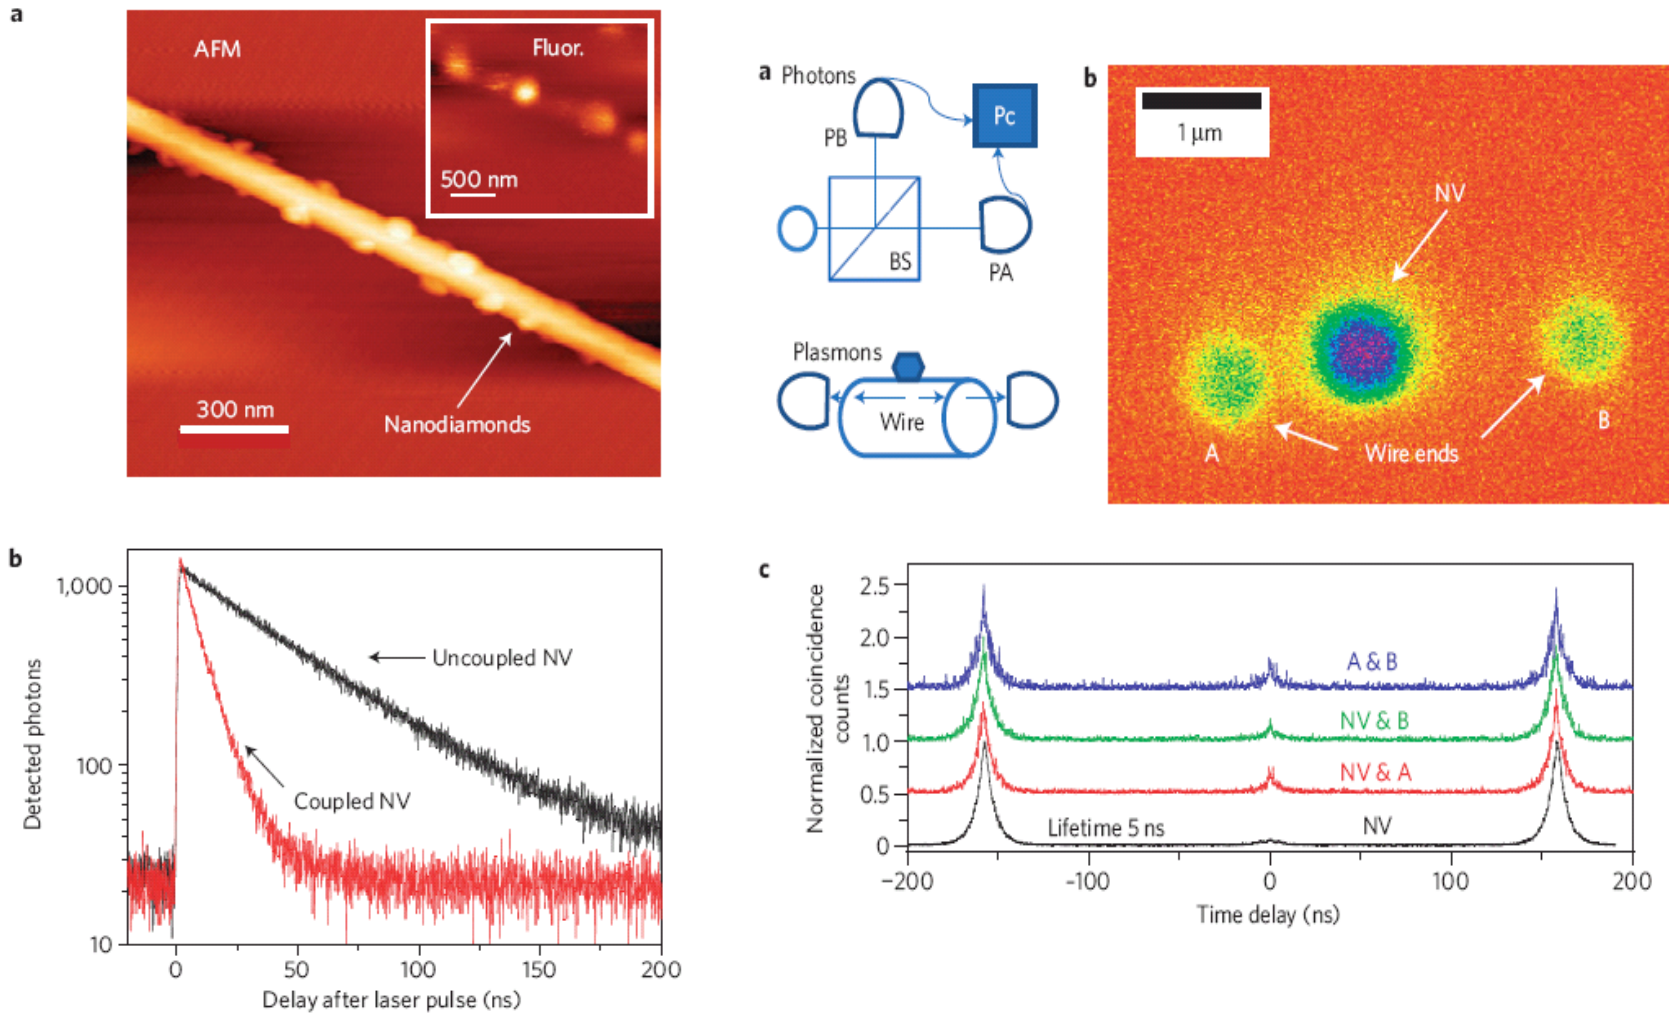 a
AFM
Fluor.
500 nm
300 nm
Nanodiamonds
b
1,000
100
10
Detected photons
Uncoupled NV
Coupled NV
0 50 100 150 200
Delay after laser pulse (ns)
a
Photons
PB
Pc
BS
PA
Plasmons
Wire
b
1 μm
NV
A
Wire ends
B
c
Normalized coincidence
counts
2.5
2.0
1.5
1.0
0.5
0
A & B
NV & B
NV & A
Lifetime 5 ns
NV
−200 -100 0 100 200
Time delay (ns)